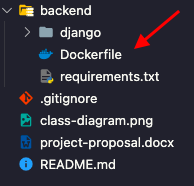 backend
django
Dockerfile
requirements.txt
.gitignore
class-diagram.png
project-proposal.docx
README.md